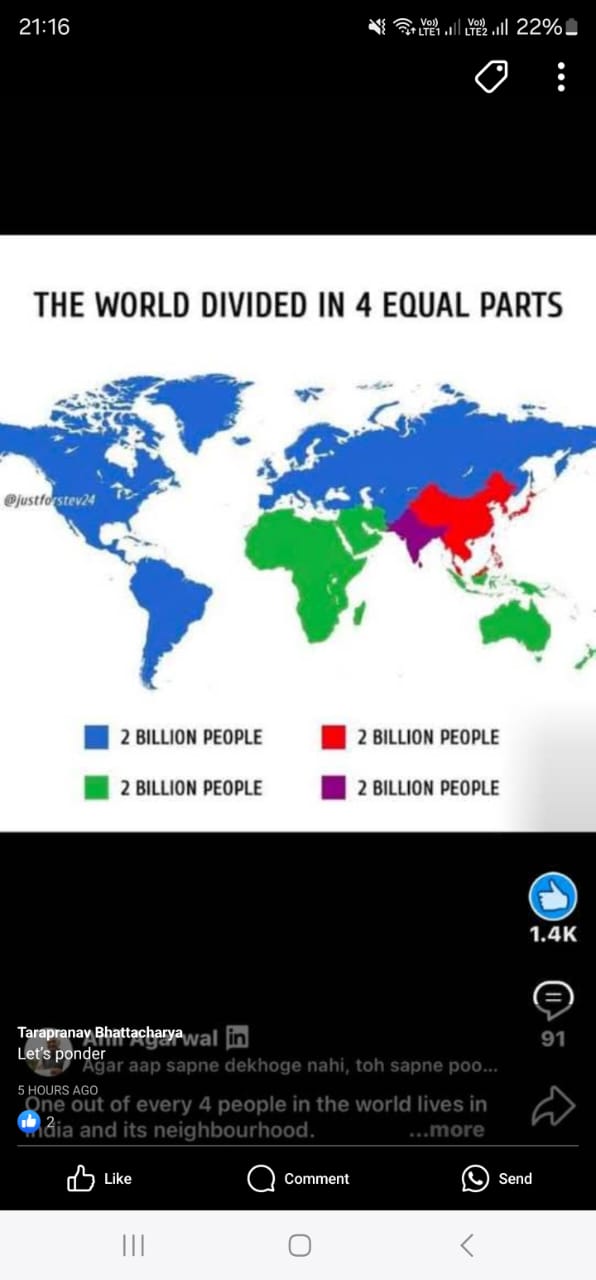 21:16
Vo)) LTE1 Vo)) LTE2 22%
THE WORLD DIVIDED IN 4 EQUAL PARTS
@justforstev24
2 BILLION PEOPLE 2 BILLION PEOPLE
2 BILLION PEOPLE 2 BILLION PEOPLE
1.4K
Tarapranav Bhattacharya
Anil Agarwal in
91
Let's ponder
Agar aap sapne dekhoge nahi, toh sapne poo...
5 HOURS AGO
One out of every 4 people in the world lives in
2
India and its neighbourhood. ...more
Like Comment Send